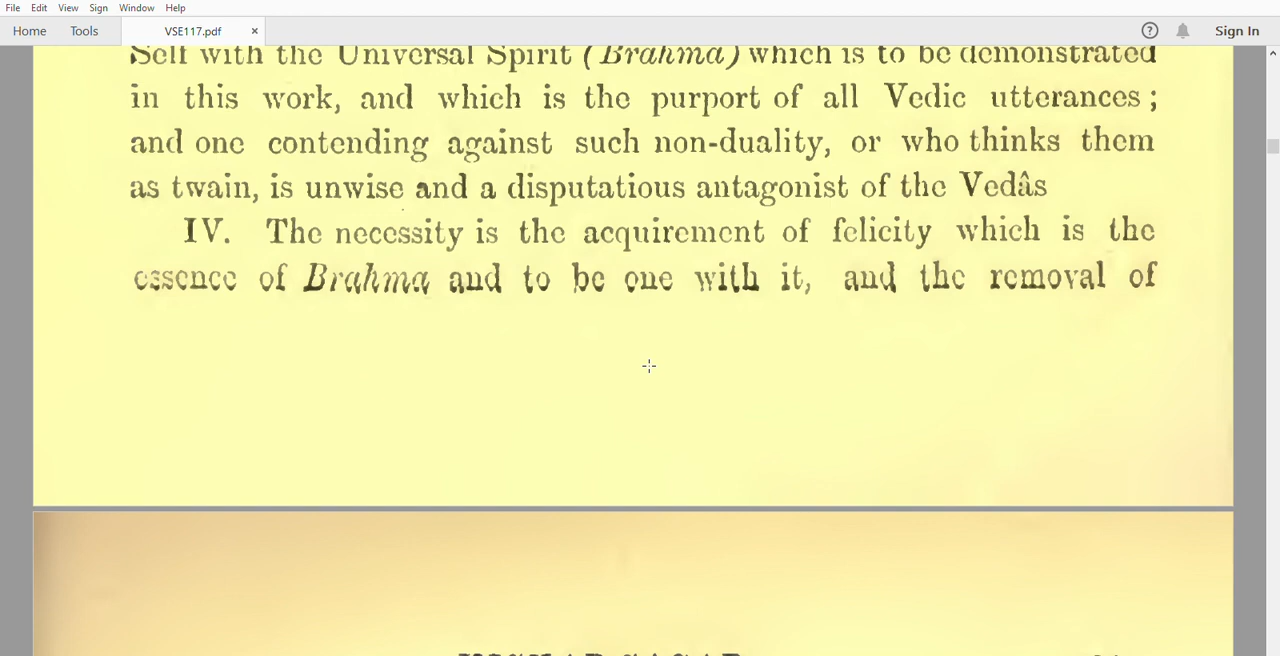 File Edit View Sign Window Help
Home Tools VSE117.pdf × Sign In
Self with the Universal Spirit (Brahma) which is to be demonstrated
in this work, and which is the purport of all Vedic utterances ;
and one contending against such non-duality, or who thinks them
as twain, is unwise and a disputatious antagonist of the Vedâs
IV. The necessity is the acquirement of felicity which is the
essence of Brahma and to be one with it, and the removal of